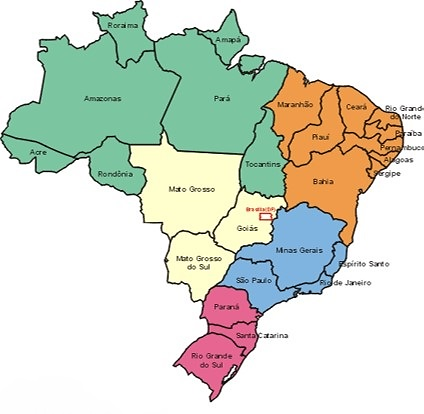 Roraima
Amapá
Amazonas
Pará
Maranhão
Ceará
Rio Grande
do Norte
Paraíba
Piauí
Pernambuco
Acre
Tocantins
Alagoas
Rondônia
Sergipe
Mato Grosso
Bahia
Brasília(DF)
Goiás
Minas Gerais
Mato Grosso
do Sul
Espírito Santo
São Paulo
Rio de Janeiro
Paraná
Santa Catarina
Rio Grande
do Sul